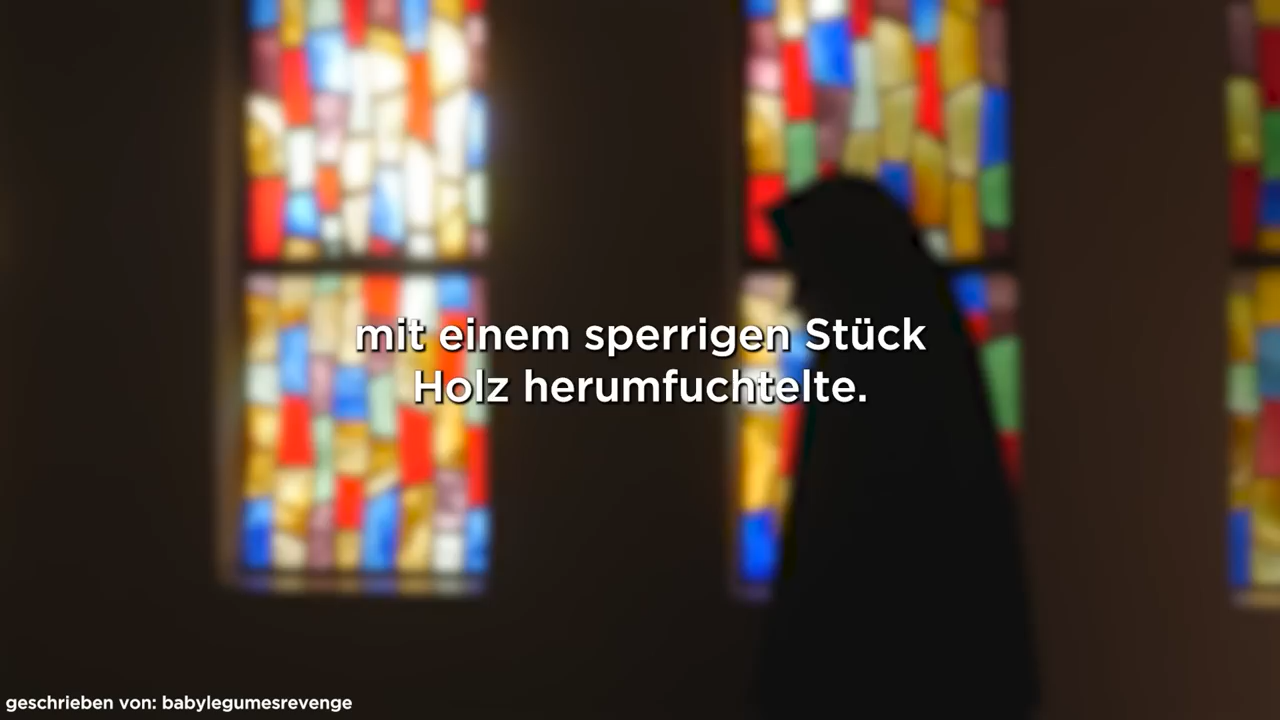 mit einem sperrigen Stück
Holz herumfuchtelte.
geschrieben von: babylegumesrevenge